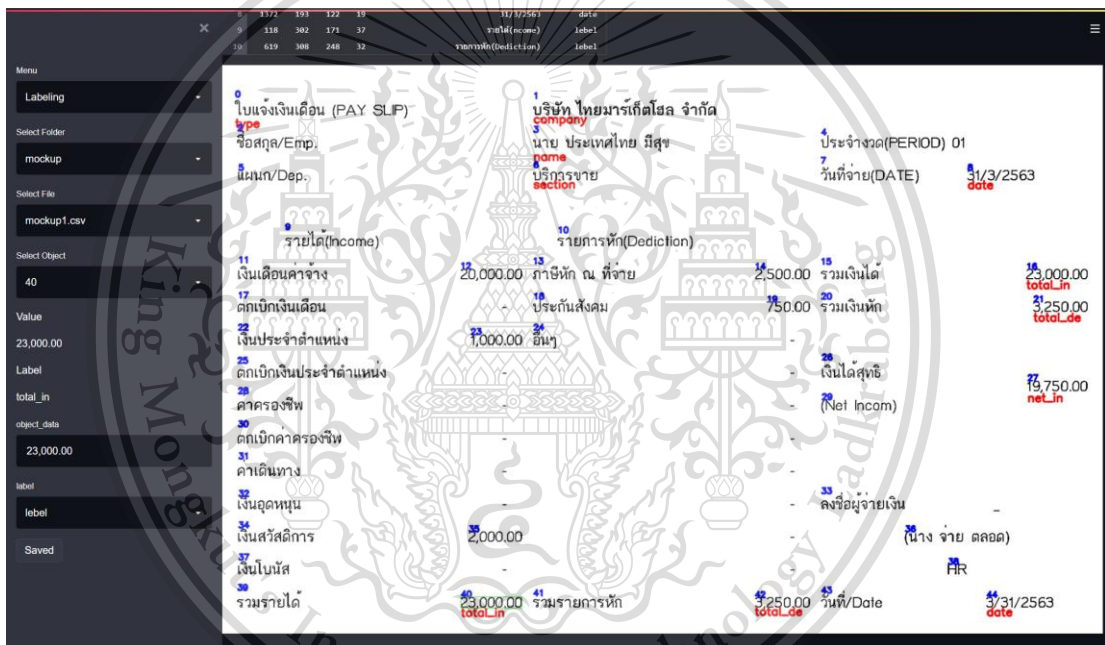 8 1372 193 122 19 31/3/2563 date
9 118 302 171 37 รายได้(ncome) lebel
10 619 308 248 32 รายการหัก(Dediction) lebel
Menu
Labeling
Select Folder
mockup
Select File
mockup1.csv
Select Object
40
Value
23,000.00
Label
total_in
object_data
23,000.00
label
lebel
Saved
0 1
ใบแจ้งเงินเดือน (PAY SLIP) บริษัท ไทยมาร์เก็ตโฮล จำกัด
type company
2 3 4
ชื่อสกุล/Emp. นาย ประเทศไทย มีสุข ประจำงวด(PERIOD) 01
name
5 6 7 8
แผนก/Dep. บริการขาย วันที่จ่าย(DATE) 31/3/2563
section date
9 10
รายได้(Income) รายการหัก(Dediction)
11 12 13 14 15 16
เงินเดือนค่าจ้าง 20,000.00 ภาษีหัก ณ ที่จ่าย 2,500.00 รวมเงินได้ 23,000.00
total_in
17 18 19 20 21
ตกเบิกเงินเดือน - ประกันสังคม 750.00 รวมเงินหัก 3,250.00
total_de
22 23 24
เงินประจำตำแหน่ง 1,000.00 อื่นๆ -
25 26 27
ตกเบิกเงินประจำตำแหน่ง - - เงินได้สุทธิ 19,750.00
net_in
28 29
ค่าครองชีพ - - (Net Incom)
30
ตกเบิกค่าครองชีพ - -
31
ค่าเดินทาง - -
32 33
เงินอุดหนุน - - ลงชื่อผู้จ่ายเงิน -
34 35 36
เงินสวัสดิการ 2,000.00 - (นาง จ่าย ตลอด)
37 38
เงินโบนัส - - HR
39 40 41 42 43 44
รวมรายได้ 23,000.00 รวมรายการหัก 3,250.00 วันที่/Date 3/31/2563
total_in total_de date